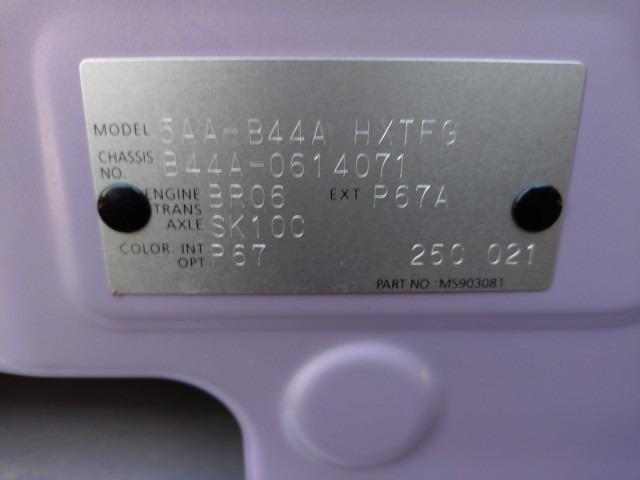 MODEL 5AA-B44A HXTFG
CHASSIS NO. B44A-0614071
ENGINE BR06 EXT P67A
TRANS AXLE SK10C
COLOR. INT OPT P67 25C 021
PART NO.:MS903081